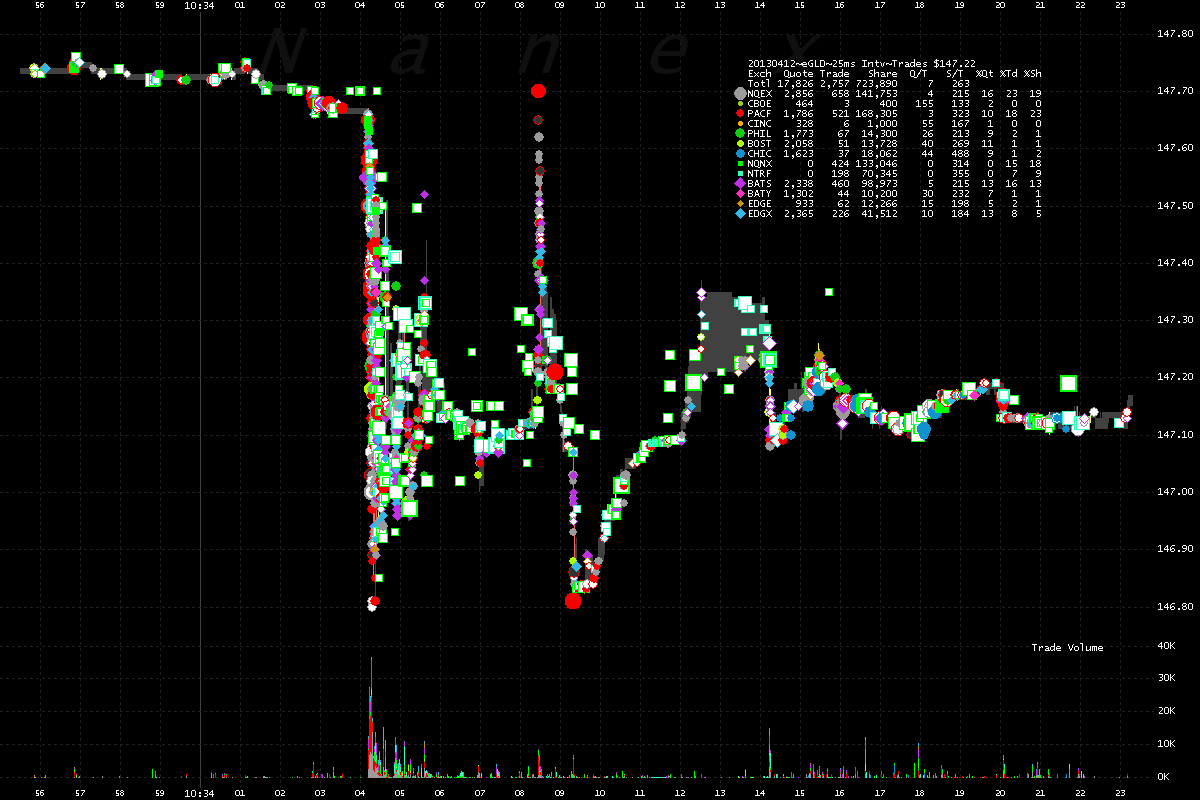 56 57 58 59 10:34 01 02 03 04 05 06 07 08 09 10 11 12 13 14 15 16 17 18 19 20 21 22 23
Nanex
147.80
20130412~eGLD~25ms Intv~Trades $147.22
Exch Quote Trade Share Q/T S/T %Qt %Td %Sh
Totl 17,826 2,757 723,890 7 263
147.70
NQEX 2,856 658 141,753 4 215 16 23 19
CBOE 464 3 400 155 133 2 0 0
PACF 1,786 521 168,305 3 323 10 18 23
CINC 328 6 1,000 55 167 1 0 0
PHIL 1,773 67 14,300 26 213 9 2 1
BOST 2,058 51 13,728 40 269 11 1 1
147.60
CHIC 1,623 37 18,062 44 488 9 1 2
NQNX 0 424 133,046 0 314 0 15 18
NTRF 0 198 70,345 0 355 0 7 9
BATS 2,338 460 98,973 5 215 13 16 13
BATY 1,302 44 10,200 30 232 7 1 1
EDGE 933 62 12,266 15 198 5 2 1
147.50
EDGX 2,365 226 41,512 10 184 13 8 5
147.40
147.30
147.20
147.10
147.00
146.90
146.80
40K
Trade Volume
30K
20K
10K
0K
56 57 58 59 10:34 01 02 03 04 05 06 07 08 09 10 11 12 13 14 15 16 17 18 19 20 21 22 23